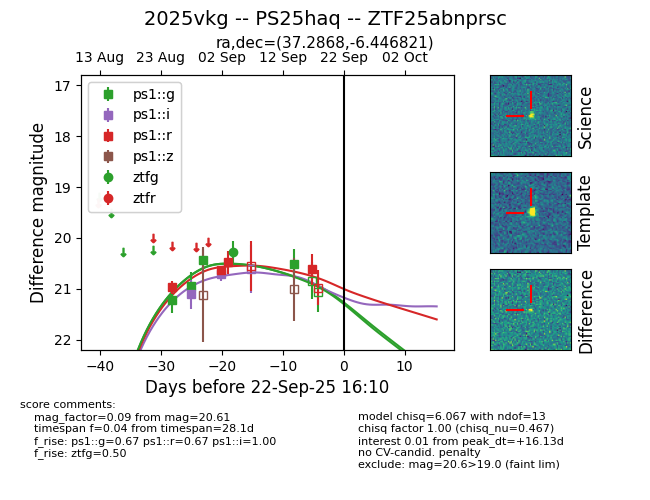 2025vkg -- PS25haq -- ZTF25abnprsc
ra,dec=(37.2868,-6.446821)
13 Aug 23 Aug 02 Sep 12 Sep 22 Sep 02 Oct
17
18
19
20
21
22
Difference magnitude
ps1::g
ps1::i
ps1::r
ps1::z
ztfg
ztfr
−40 −30 −20 −10 0 10
Days before 22-Sep-25 16:10
Science
Template
Difference
score comments:
mag_factor=0.09 from mag=20.61
timespan f=0.04 from timespan=28.1d
f_rise: ps1::g=0.67 ps1::r=0.67 ps1::i=1.00
f_rise: ztfg=0.50
model chisq=6.067 with ndof=13
chisq factor 1.00 (chisq_nu=0.467)
interest 0.01 from peak_dt=+16.13d
no CV-candid. penalty
exclude: mag=20.6>19.0 (faint lim)